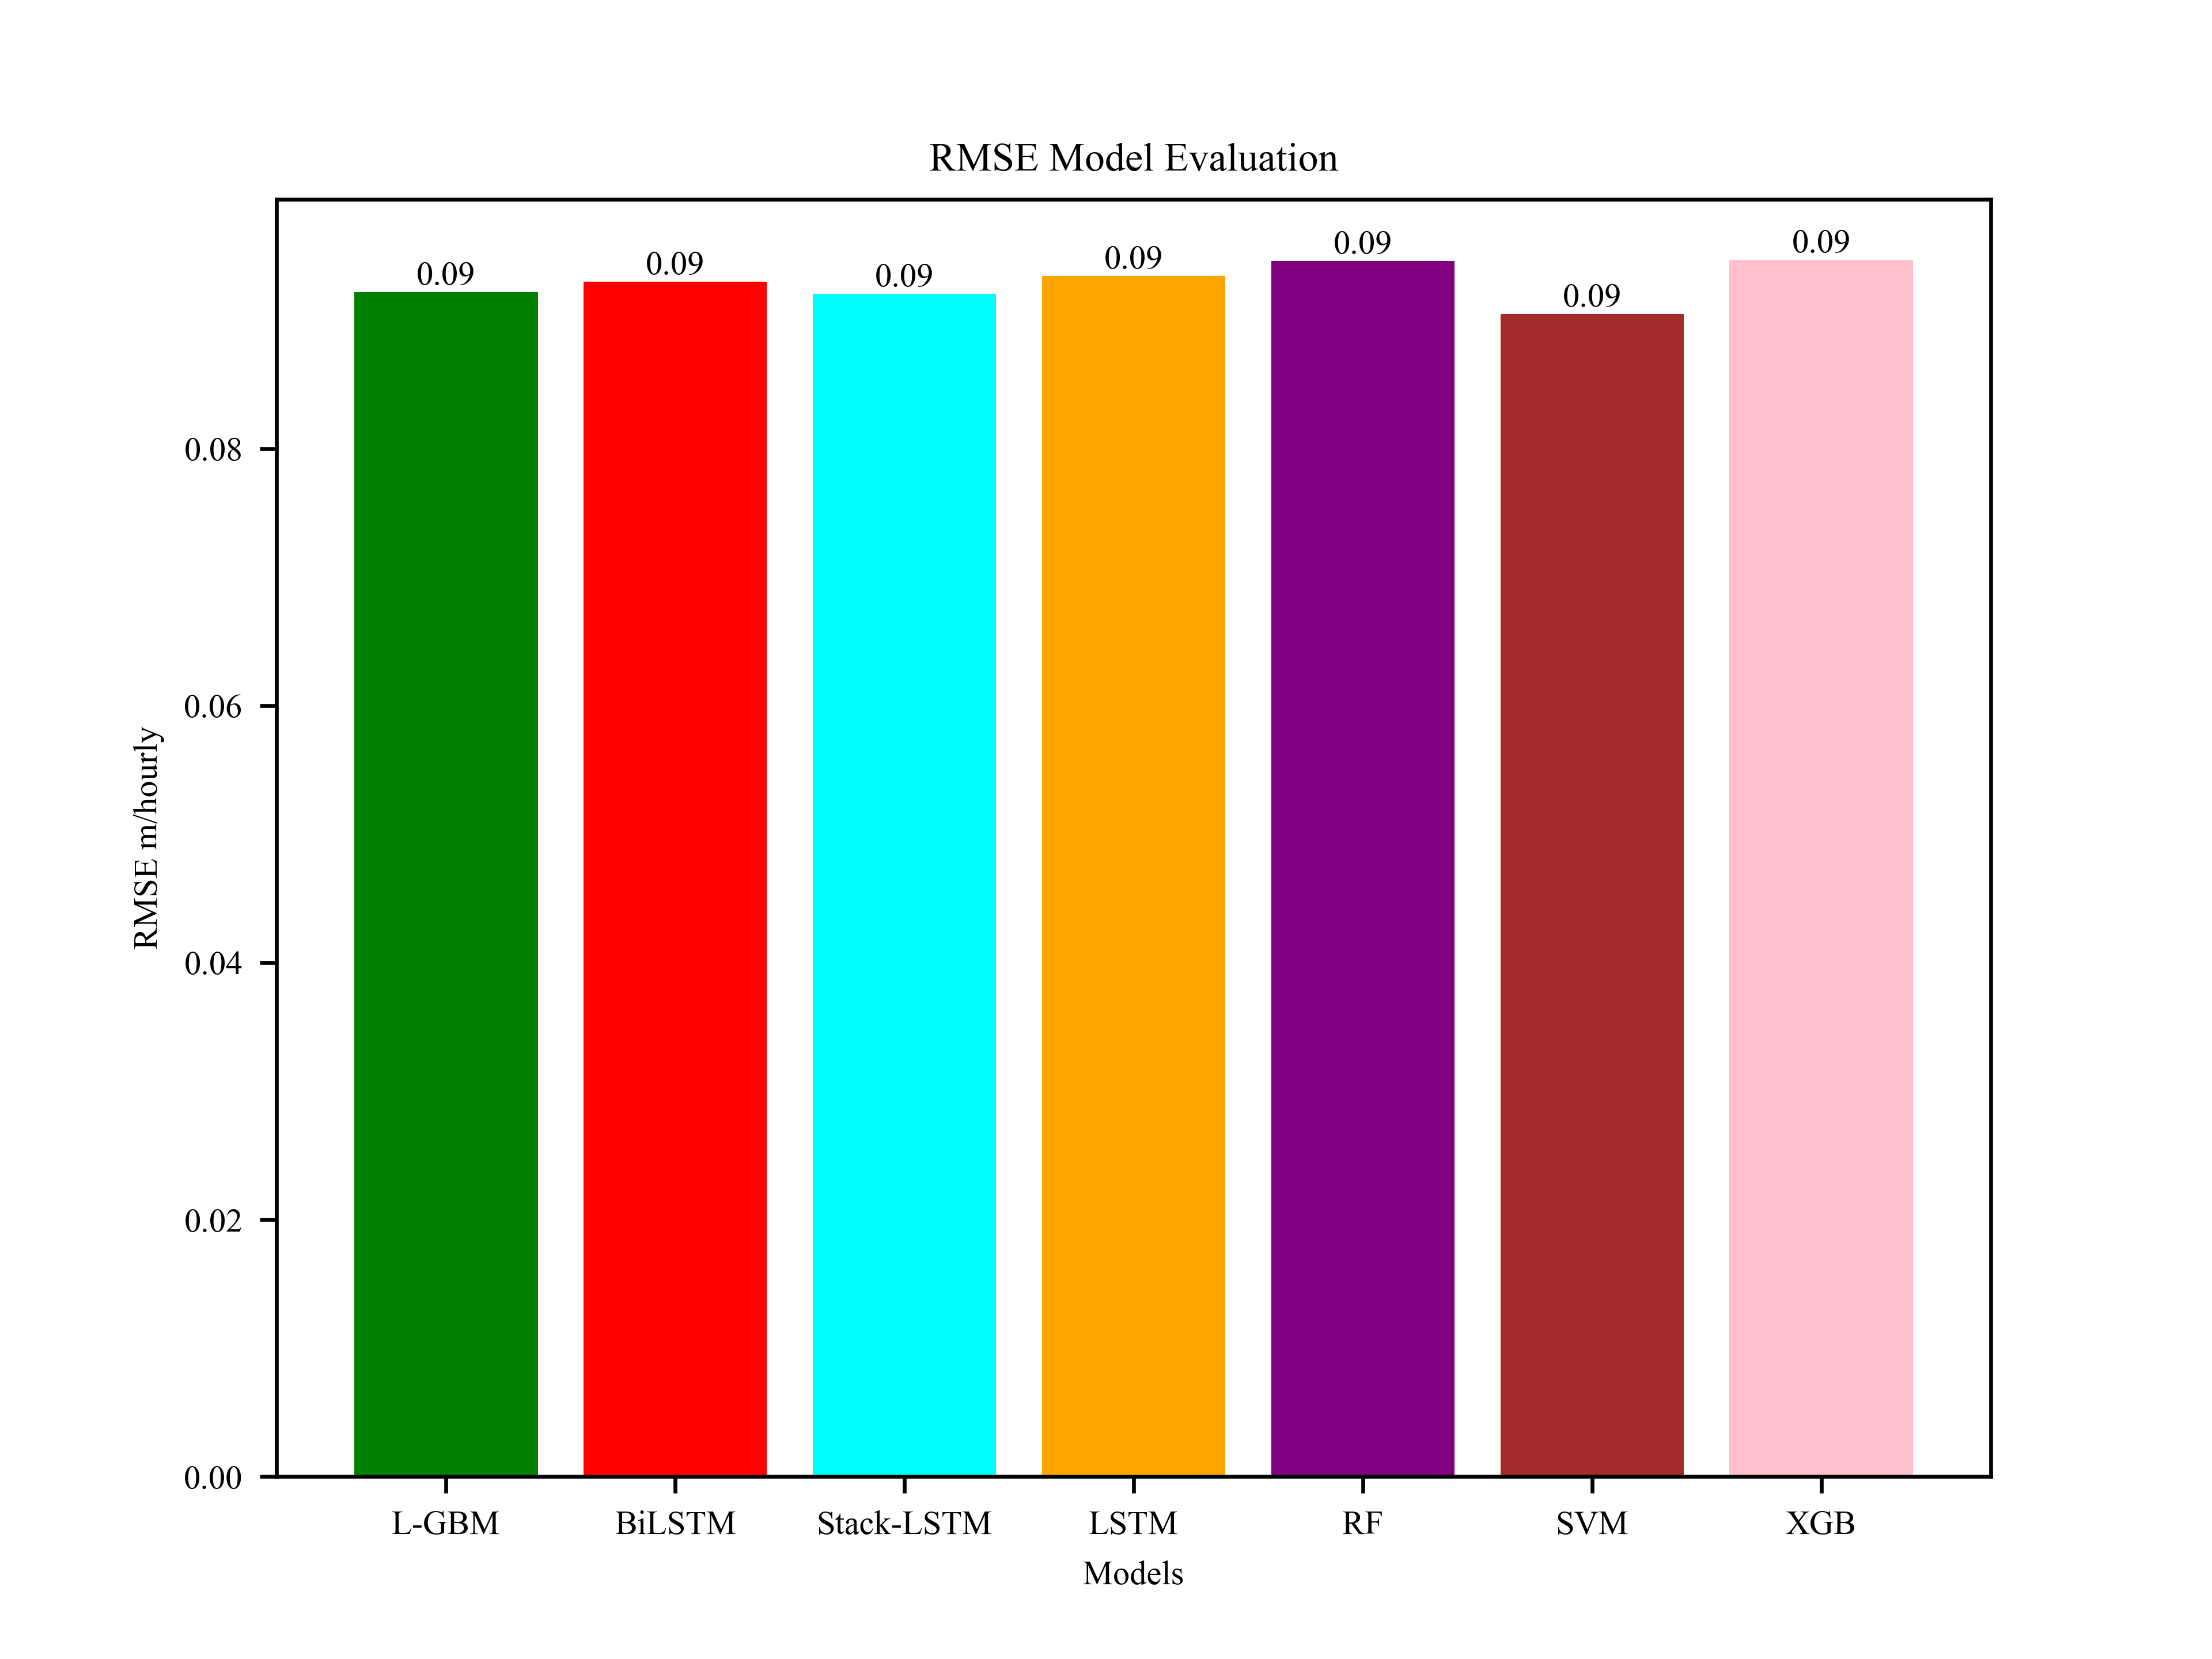 RMSE Model Evaluation
0.09 0.09 0.09 0.09 0.09 0.09 0.09
0.08
0.06
0.04
0.02
0.00
RMSE m/hourly
L-GBM BiLSTM Stack-LSTM LSTM RF SVM XGB
Models